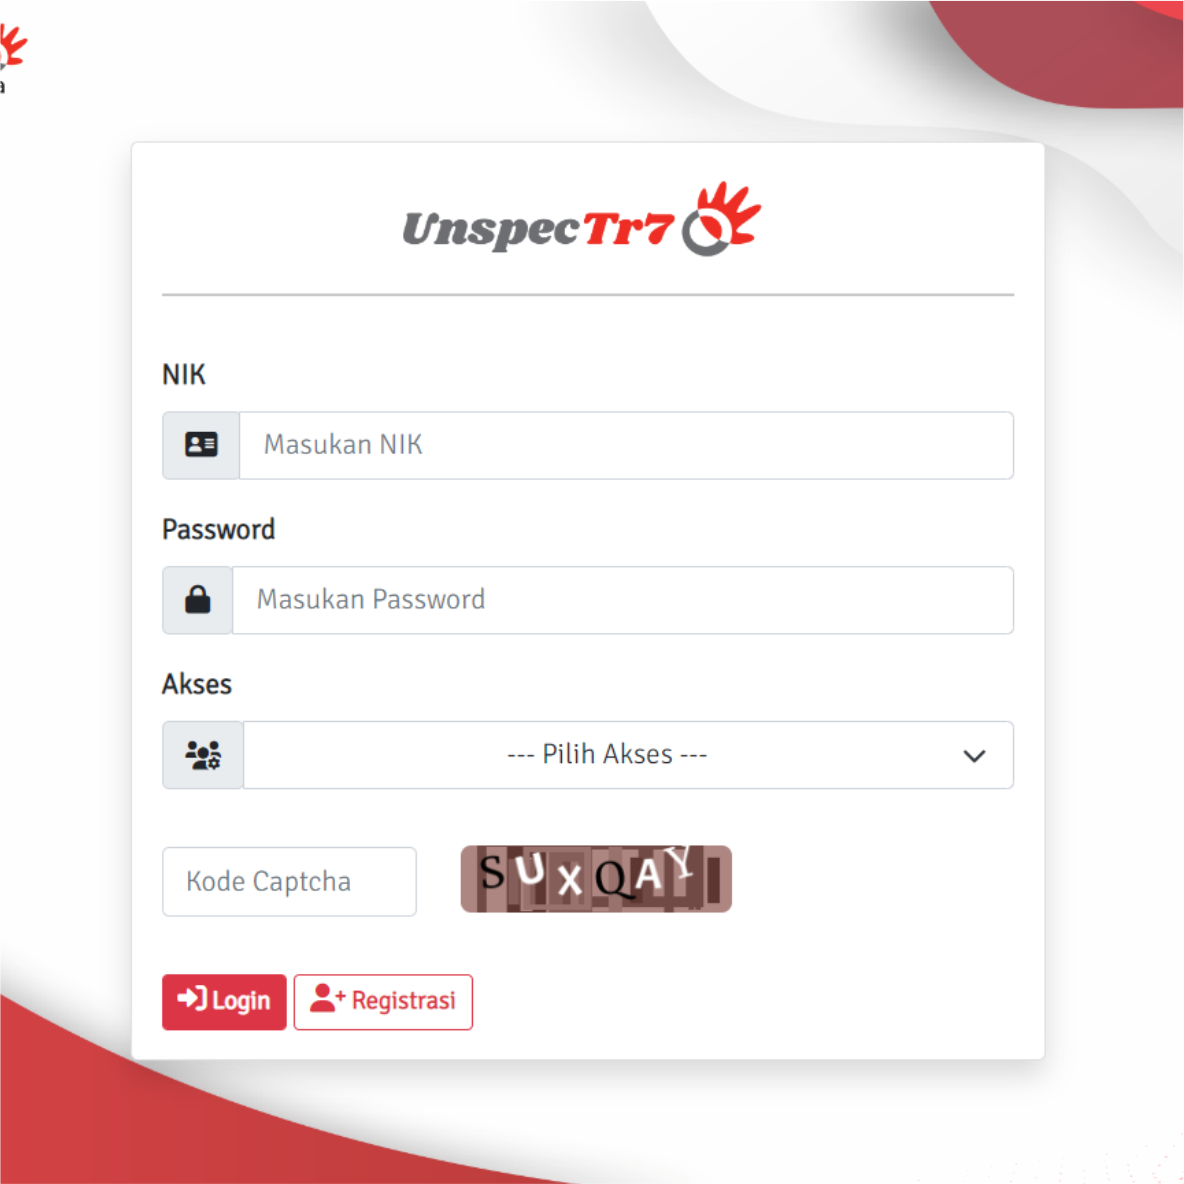 a
UnspecTr7
NIK
Masukan NIK
Password
Masukan Password
Akses
--- Pilih Akses ---
Kode Captcha
SUXQAY
Login
Registrasi